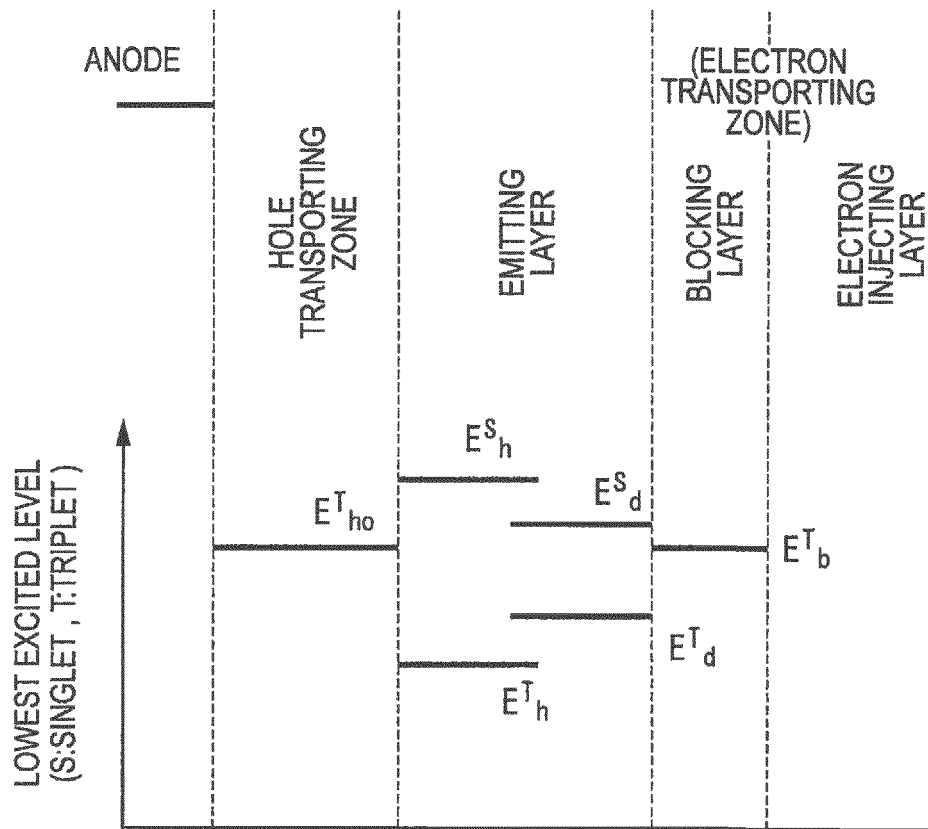 ANODE
(ELECTRON
TRANSPORTING
ZONE)
HOLE
TRANSPORTING
ZONE
EMITTING
LAYER
BLOCKING
LAYER
ELECTRON
INJECTING
LAYER
LOWEST EXCITED LEVEL
(S:SINGLET , T:TRIPLET )
E^S_h
E^S_d
E^T_ho
E^T_b
E^T_d
E^T_h